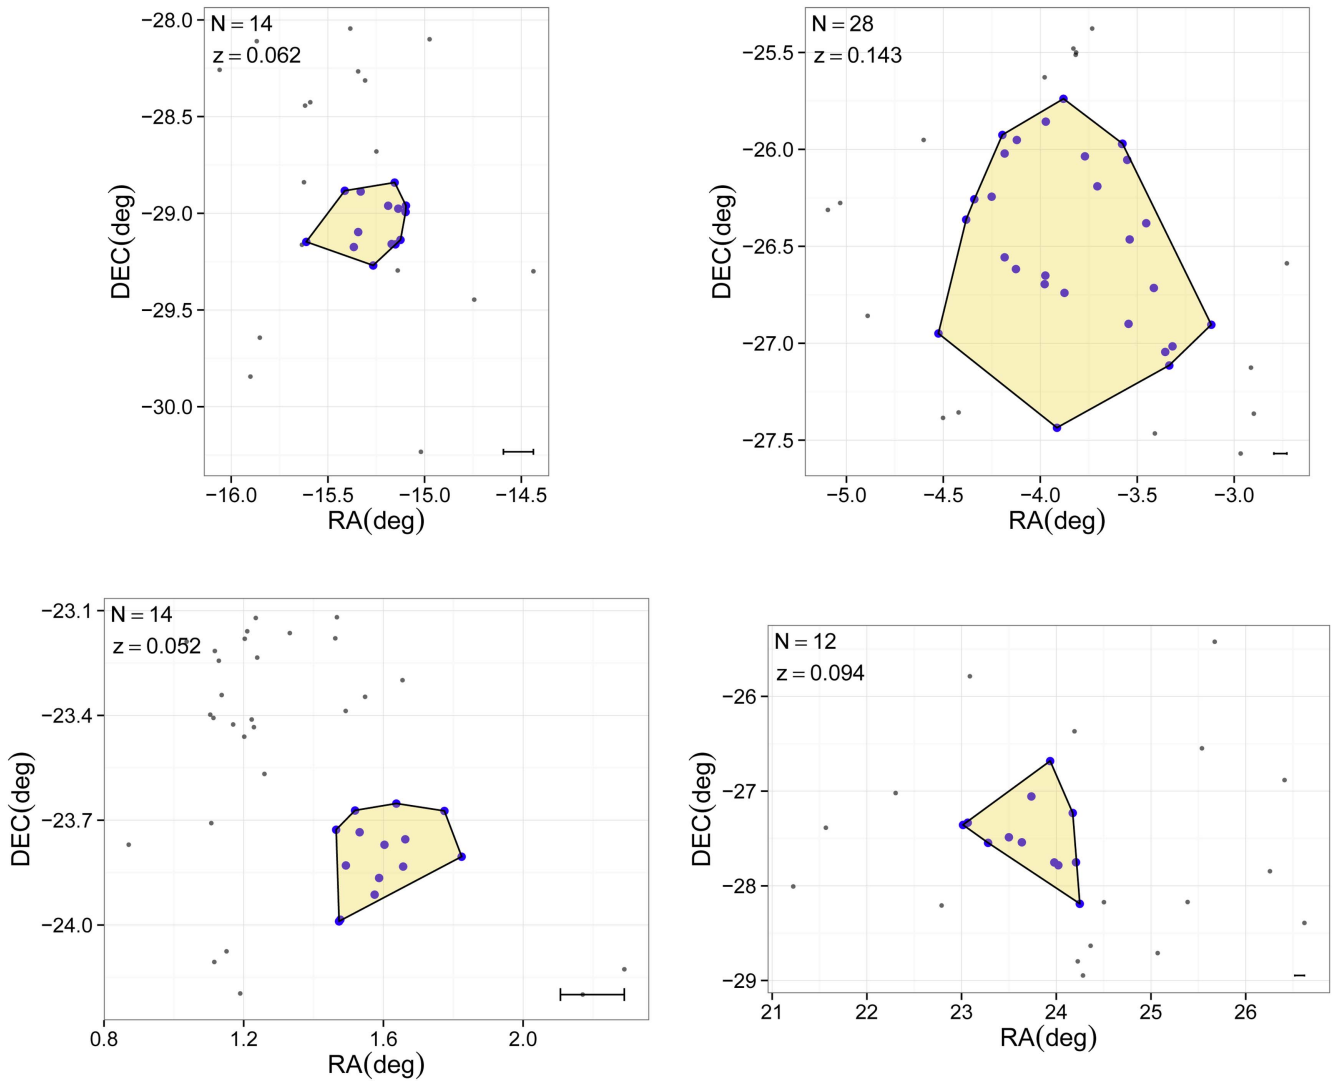 N = 14
z = 0.062
−28.0
−28.5
−29.0
−29.5
−30.0
DEC(deg)
−16.0 −15.5 −15.0 −14.5
RA(deg)
N = 28
z = 0.143
−25.5
−26.0
−26.5
−27.0
−27.5
DEC(deg)
−5.0 −4.5 −4.0 −3.5 −3.0
RA(deg)
N = 14
z = 0.052
−23.1
−23.4
−23.7
−24.0
DEC(deg)
0.8 1.2 1.6 2.0
RA(deg)
N = 12
z = 0.094
−26
−27
−28
−29
DEC(deg)
21 22 23 24 25 26
RA(deg)